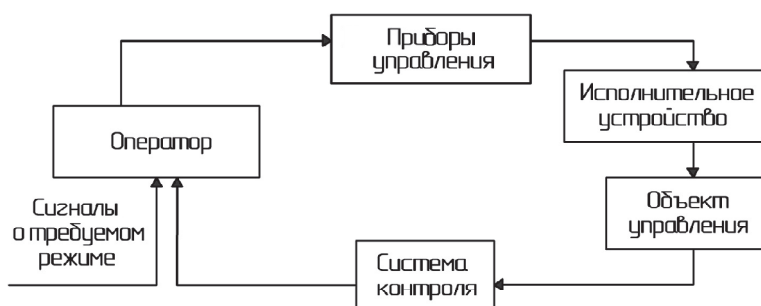 Приборы
управления
Исполнительное
устройство
Оператор
Объект
управления
Сигналы
о требуемом
режиме
Система
контроля